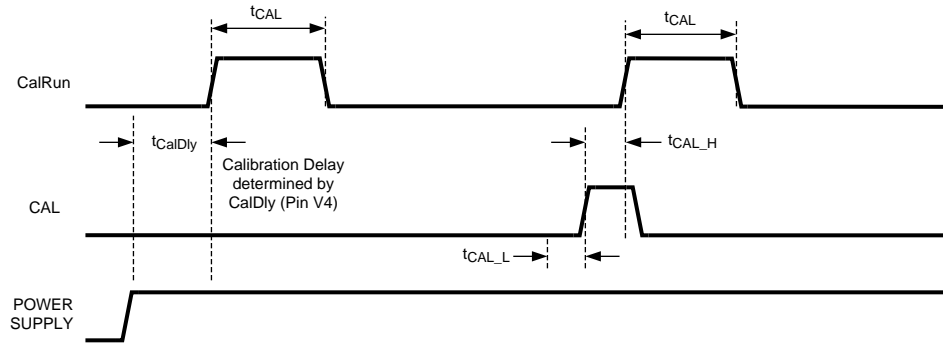 tCAL
tCAL
CalRun
tCalDly
tCAL_H
Calibration Delay
determined by
CalDly (Pin V4)
CAL
tCAL_L
POWER
SUPPLY